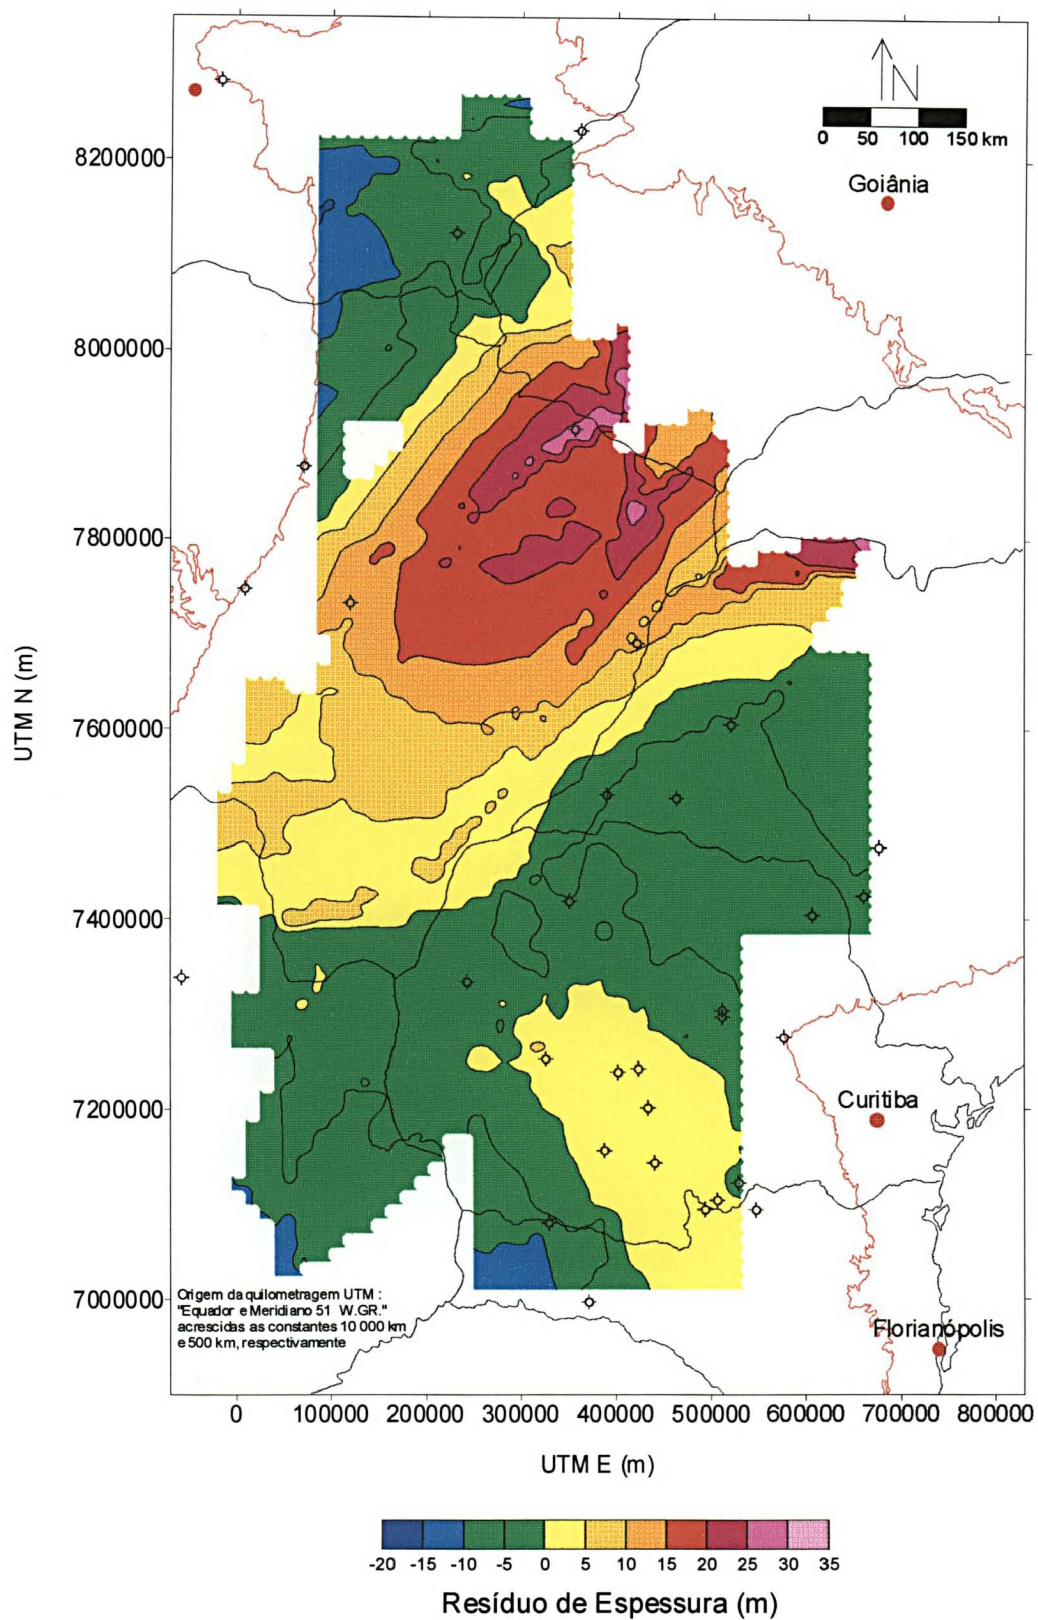 N
0 50 100 150 km
Goiânia
8200000
8000000
7800000
7600000
7400000
7200000
7000000
UTM N (m)
Curitiba
Florianópolis
Origem da quilometragem UTM :
"Equador e Meridiano 51 W.GR."
acrescidas as constantes 10 000 km
e 500 km, respectivamente
0 100000 200000 300000 400000 500000 600000 700000 800000
UTM E (m)
-20 -15 -10 -5 0 5 10 15 20 25 30 35
Resíduo de Espessura (m)